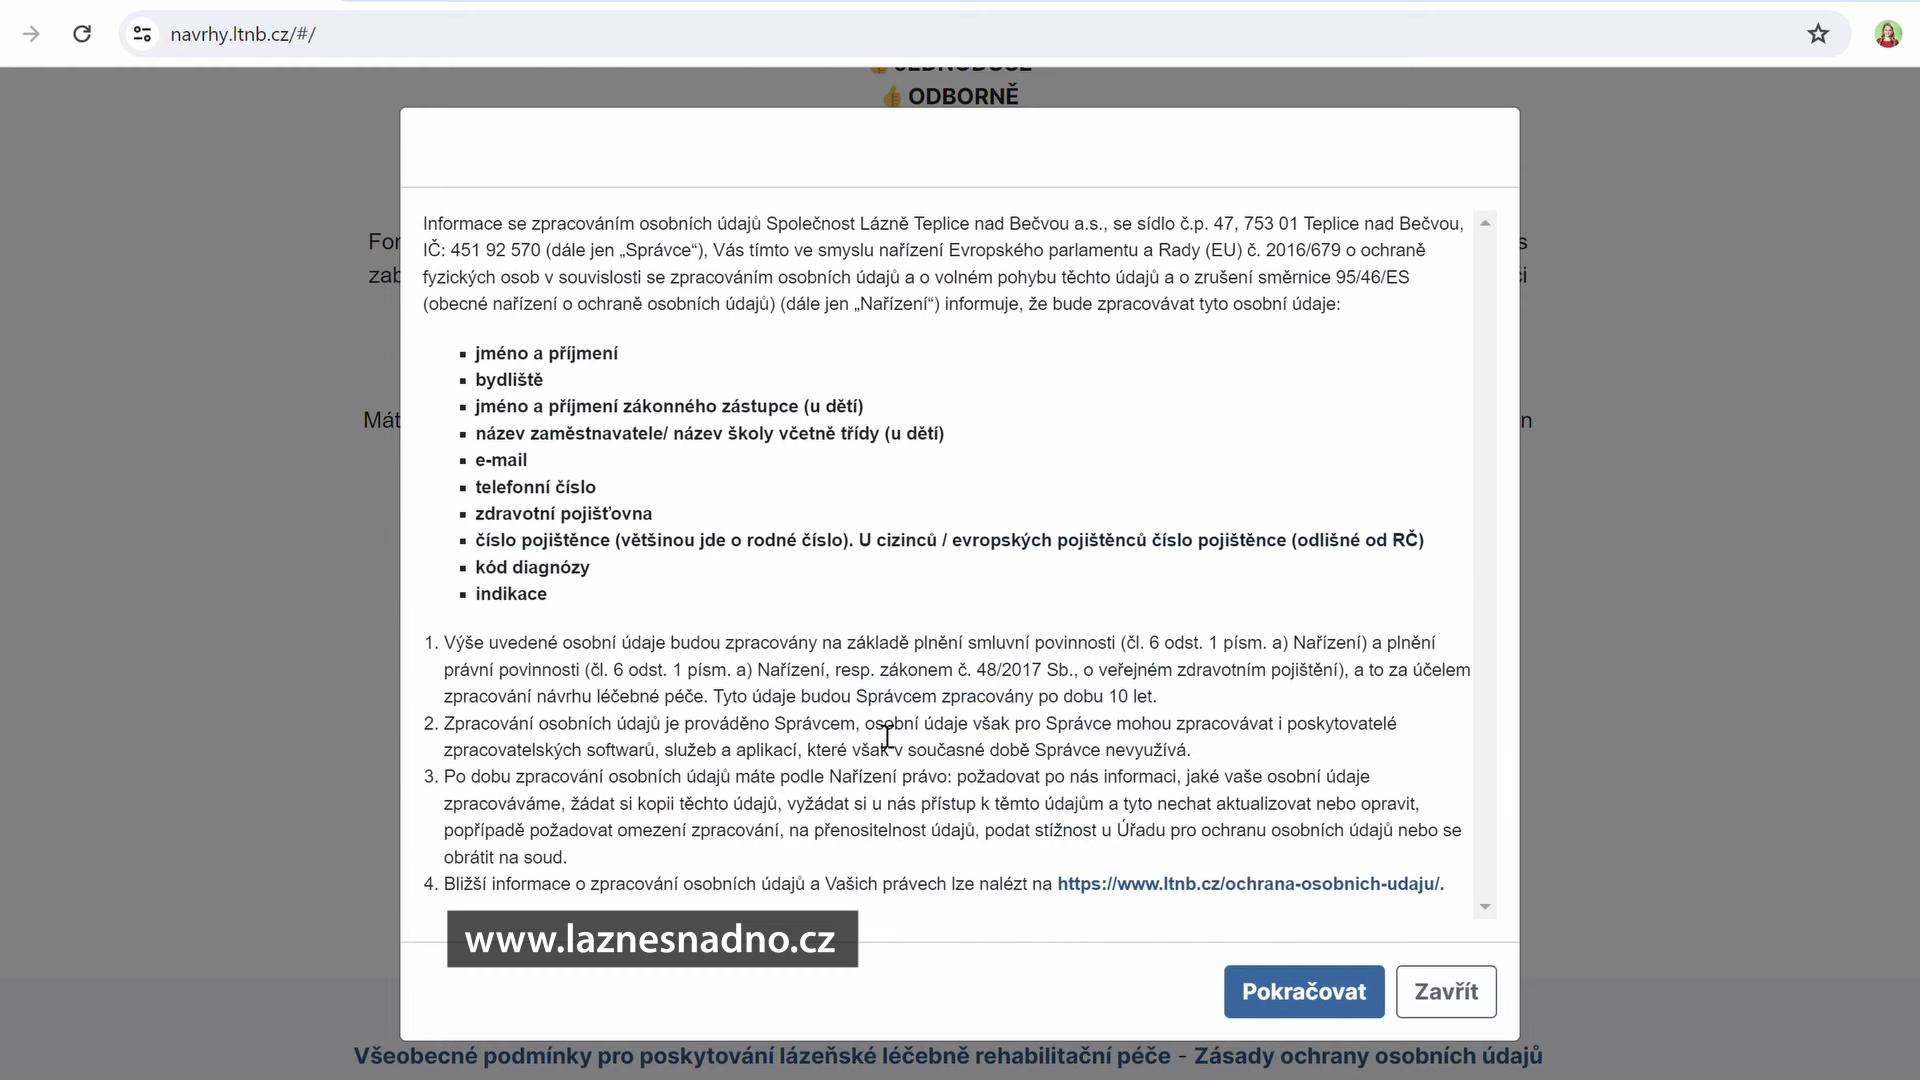 navrhy.ltnb.cz/#/
JEDNODUŠE
👍 ODBORNĚ
Informace se zpracováním osobních údajů Společnost Lázně Teplice nad Bečvou a.s., se sídlo č.p. 47, 753 01 Teplice nad Bečvou,
IČ: 451 92 570 (dále jen „Správce“), Vás tímto ve smyslu nařízení Evropského parlamentu a Rady (EU) č. 2016/679 o ochraně
fyzických osob v souvislosti se zpracováním osobních údajů a o volném pohybu těchto údajů a o zrušení směrnice 95/46/ES
(obecné nařízení o ochraně osobních údajů) (dále jen „Nařízení“) informuje, že bude zpracovávat tyto osobní údaje:
▪ jméno a příjmení
▪ bydliště
▪ jméno a příjmení zákonného zástupce (u dětí)
▪ název zaměstnavatele/ název školy včetně třídy (u dětí)
▪ e-mail
▪ telefonní číslo
▪ zdravotní pojišťovna
▪ číslo pojištěnce (většinou jde o rodné číslo). U cizinců / evropských pojištěnců číslo pojištěnce (odlišné od RČ)
▪ kód diagnózy
▪ indikace
1. Výše uvedené osobní údaje budou zpracovány na základě plnění smluvní povinnosti (čl. 6 odst. 1 písm. a) Nařízení) a plnění
právní povinnosti (čl. 6 odst. 1 písm. a) Nařízení, resp. zákonem č. 48/2017 Sb., o veřejném zdravotním pojištění), a to za účelem
zpracování návrhu léčebné péče. Tyto údaje budou Správcem zpracovány po dobu 10 let.
2. Zpracování osobních údajů je prováděno Správcem, osobní údaje však pro Správce mohou zpracovávat i poskytovatelé
zpracovatelských softwarů, služeb a aplikací, které však v současné době Správce nevyužívá.
3. Po dobu zpracování osobních údajů máte podle Nařízení právo: požadovat po nás informaci, jaké vaše osobní údaje
zpracováváme, žádat si kopii těchto údajů, vyžádat si u nás přístup k těmto údajům a tyto nechat aktualizovat nebo opravit,
popřípadě požadovat omezení zpracování, na přenositelnost údajů, podat stížnost u Úřadu pro ochranu osobních údajů nebo se
obrátit na soud.
4. Bližší informace o zpracování osobních údajů a Vašich právech lze nalézt na https://www.ltnb.cz/ochrana-osobnich-udaju/.
www.laznesnadno.cz
Pokračovat
Zavřít
Všeobecné podmínky pro poskytování lázeňské léčebně rehabilitační péče - Zásady ochrany osobních údajů